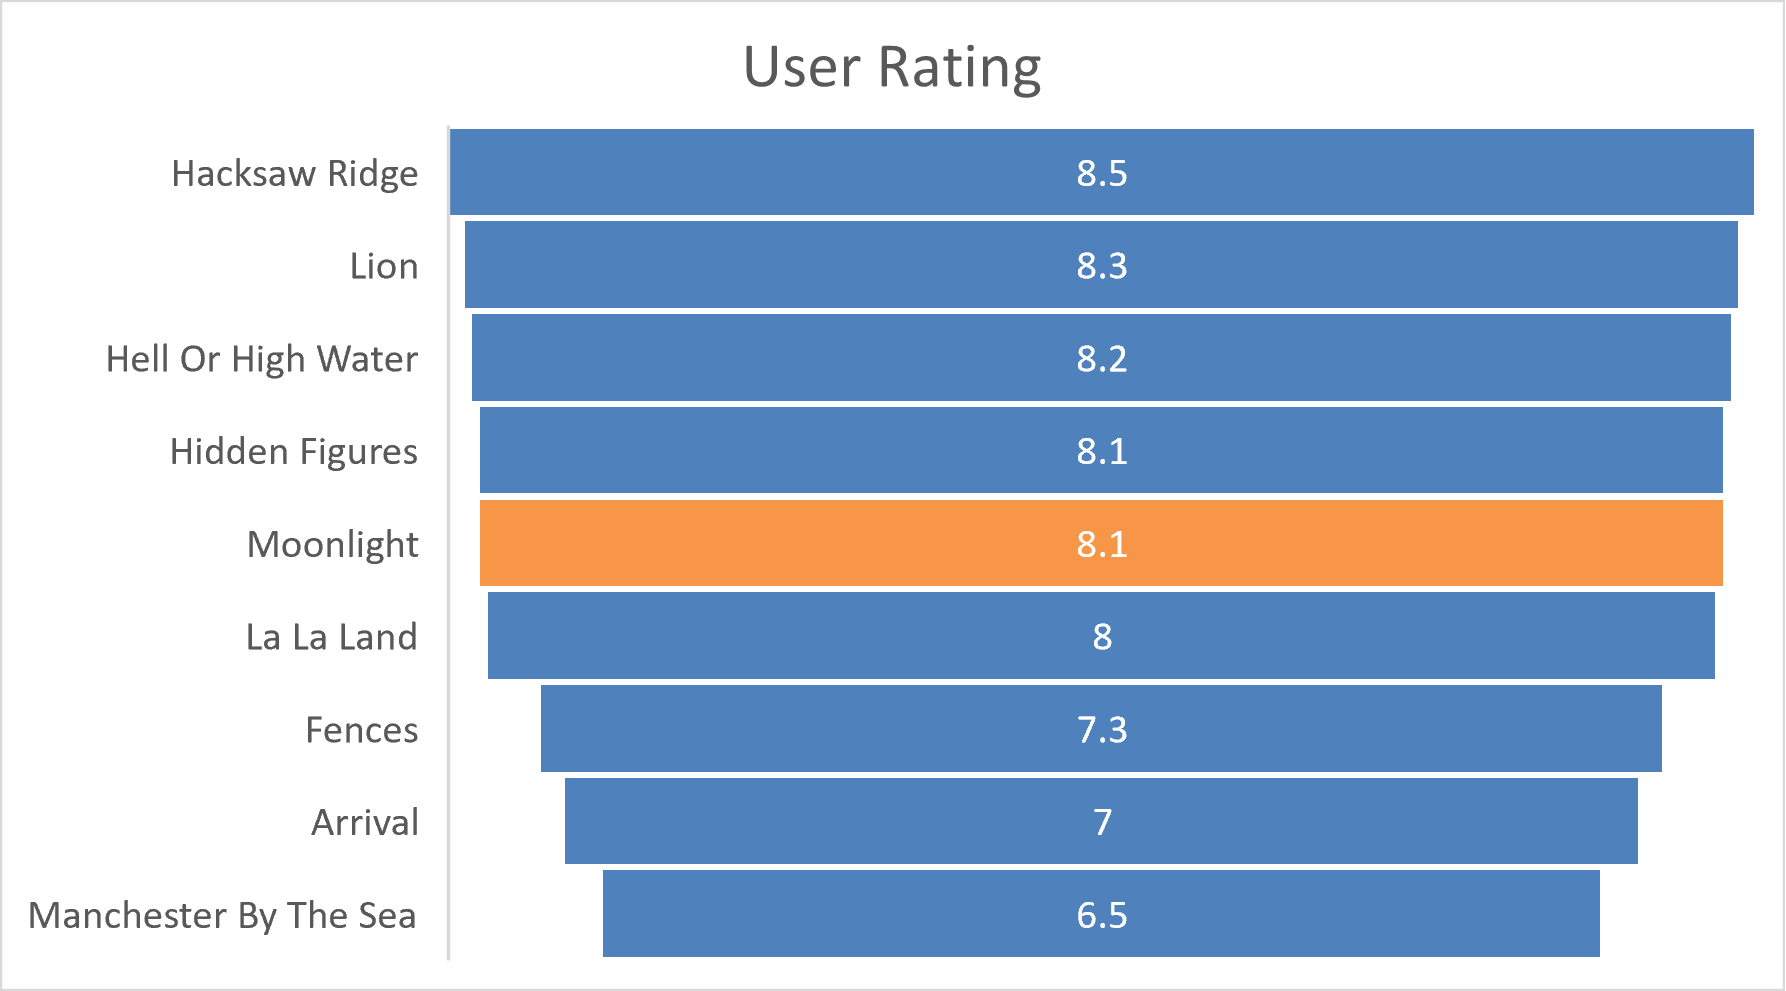 User Rating
Hacksaw Ridge 8.5
Lion 8.3
Hell Or High Water 8.2
Hidden Figures 8.1
Moonlight 8.1
La La Land 8
Fences 7.3
Arrival 7
Manchester By The Sea 6.5